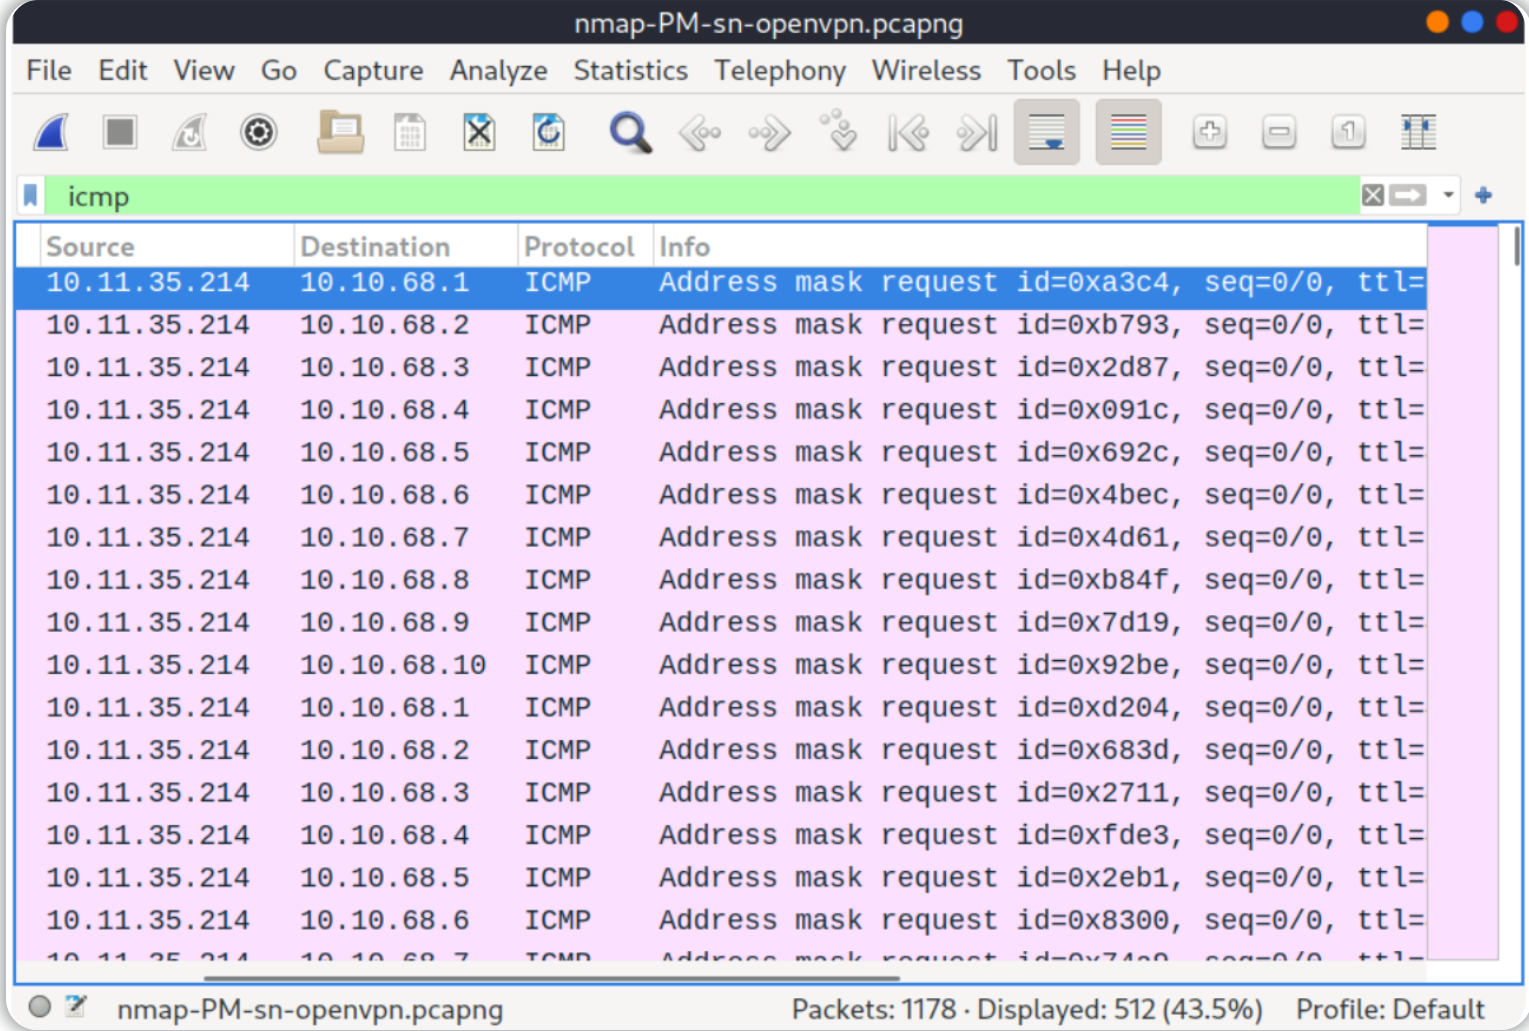 nmap-PM-sn-openvpn.pcapng
File Edit View Go Capture Analyze Statistics Telephony Wireless Tools Help
icmp
Source Destination Protocol Info
10.11.35.214 10.10.68.1 ICMP Address mask request id=0xa3c4, seq=0/0, ttl=
10.11.35.214 10.10.68.2 ICMP Address mask request id=0xb793, seq=0/0, ttl=
10.11.35.214 10.10.68.3 ICMP Address mask request id=0x2d87, seq=0/0, ttl=
10.11.35.214 10.10.68.4 ICMP Address mask request id=0x091c, seq=0/0, ttl=
10.11.35.214 10.10.68.5 ICMP Address mask request id=0x692c, seq=0/0, ttl=
10.11.35.214 10.10.68.6 ICMP Address mask request id=0x4bec, seq=0/0, ttl=
10.11.35.214 10.10.68.7 ICMP Address mask request id=0x4d61, seq=0/0, ttl=
10.11.35.214 10.10.68.8 ICMP Address mask request id=0xb84f, seq=0/0, ttl=
10.11.35.214 10.10.68.9 ICMP Address mask request id=0x7d19, seq=0/0, ttl=
10.11.35.214 10.10.68.10 ICMP Address mask request id=0x92be, seq=0/0, ttl=
10.11.35.214 10.10.68.1 ICMP Address mask request id=0xd204, seq=0/0, ttl=
10.11.35.214 10.10.68.2 ICMP Address mask request id=0x683d, seq=0/0, ttl=
10.11.35.214 10.10.68.3 ICMP Address mask request id=0x2711, seq=0/0, ttl=
10.11.35.214 10.10.68.4 ICMP Address mask request id=0xfde3, seq=0/0, ttl=
10.11.35.214 10.10.68.5 ICMP Address mask request id=0x2eb1, seq=0/0, ttl=
10.11.35.214 10.10.68.6 ICMP Address mask request id=0x8300, seq=0/0, ttl=
10.11.35.214 10.10.68.7 ICMP Address mask request seq=0/0, ttl=
nmap-PM-sn-openvpn.pcapng Packets: 1178 · Displayed: 512 (43.5%) Profile: Default